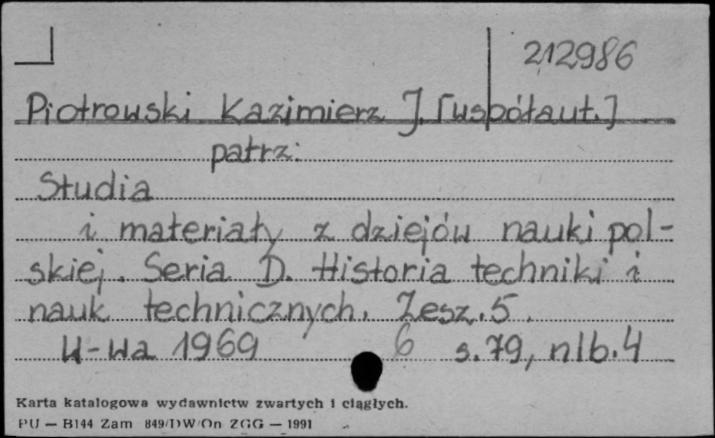 212986
Piotrowski Kazimierz J. [współaut.]
patrz:
Studia
i materiały z dziejów nauki pol-
skiej. Seria D. Historia techniki i
nauk technicznych. Zesz. 5.
W-wa 1969 6 s. 79, nlb. 4
Karta katalogowa wydawnictw zwartych i ciągłych.
PU — B144 Zam 849/DW/On ZGG — 1991